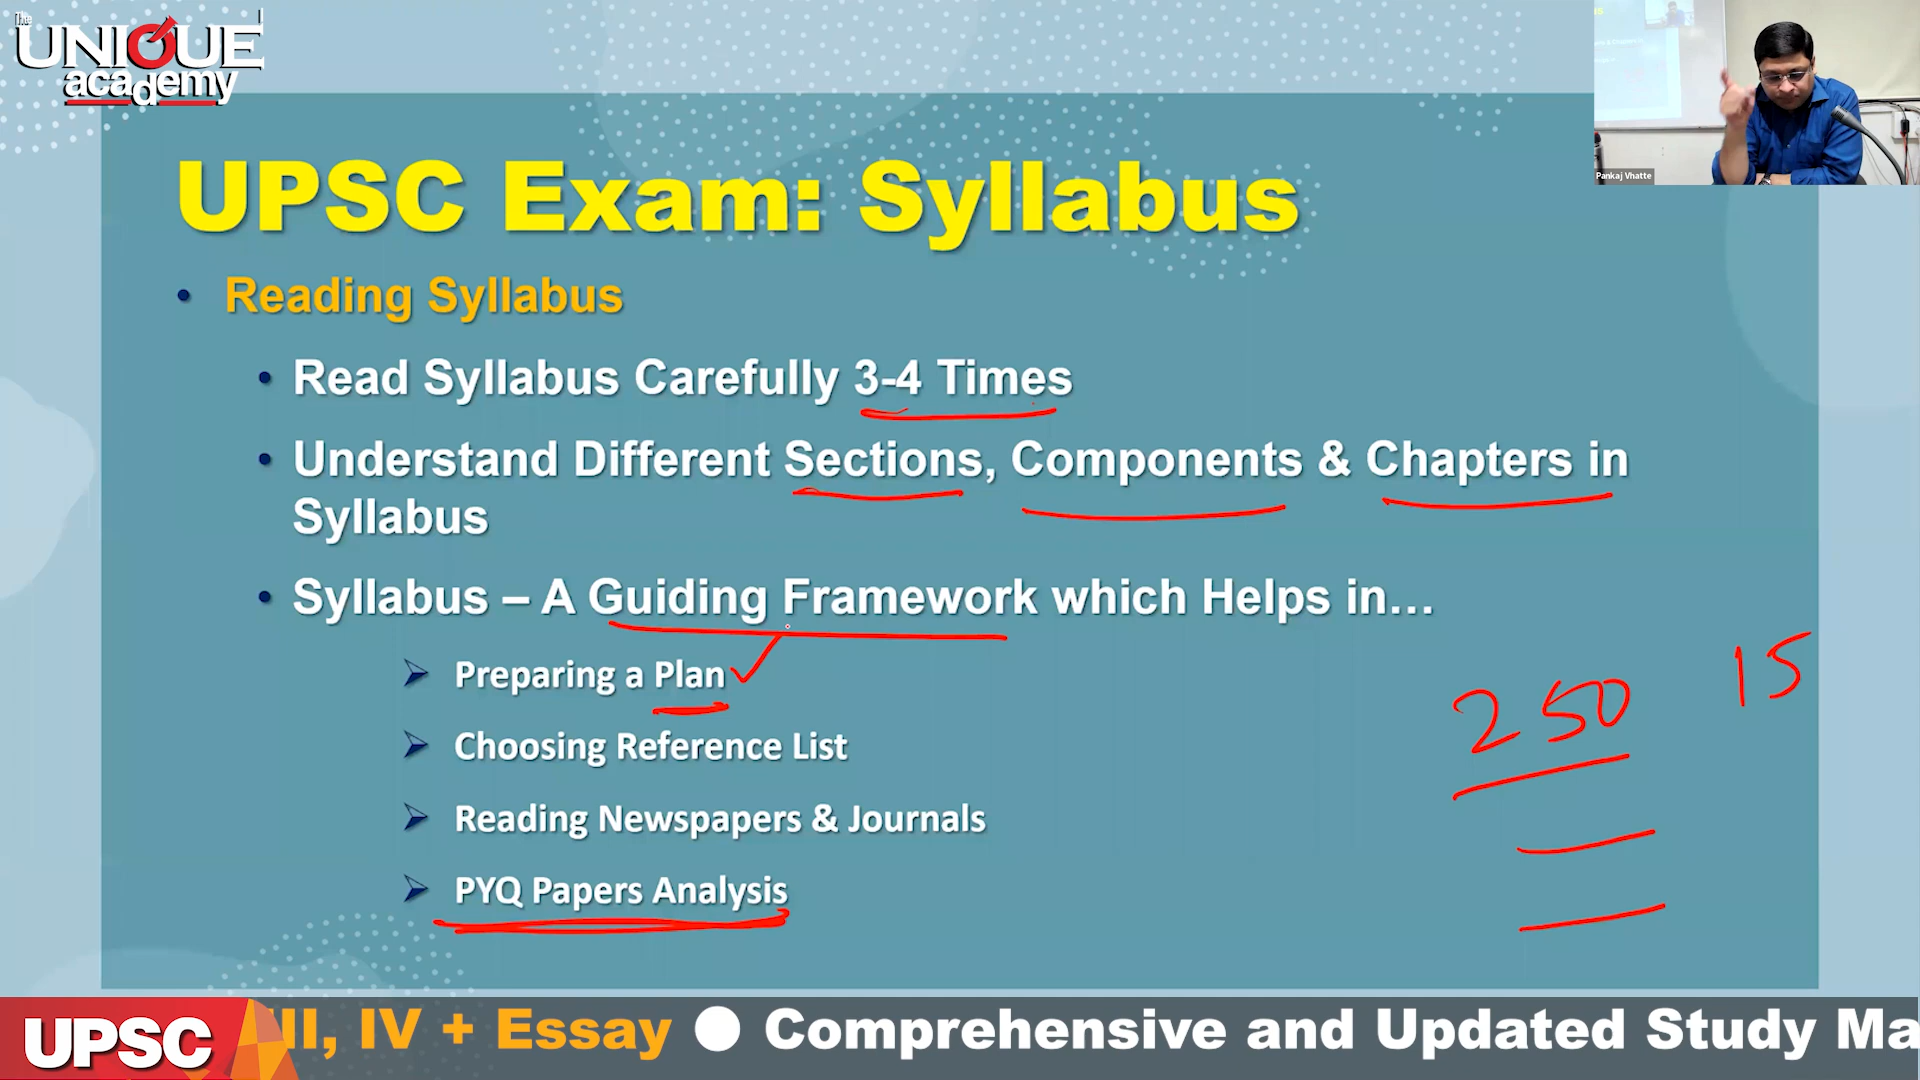 The
UNIQUE
academy
Pankaj Vhatte
UPSC Exam: Syllabus
• Reading Syllabus
• Read Syllabus Carefully 3-4 Times
• Understand Different Sections, Components & Chapters in
Syllabus
• Syllabus – A Guiding Framework which Helps in...
➢ Preparing a Plan
➢ Choosing Reference List
➢ Reading Newspapers & Journals
➢ PYQ Papers Analysis
250
15
UPSC
III, IV + Essay ● Comprehensive and Updated Study Ma